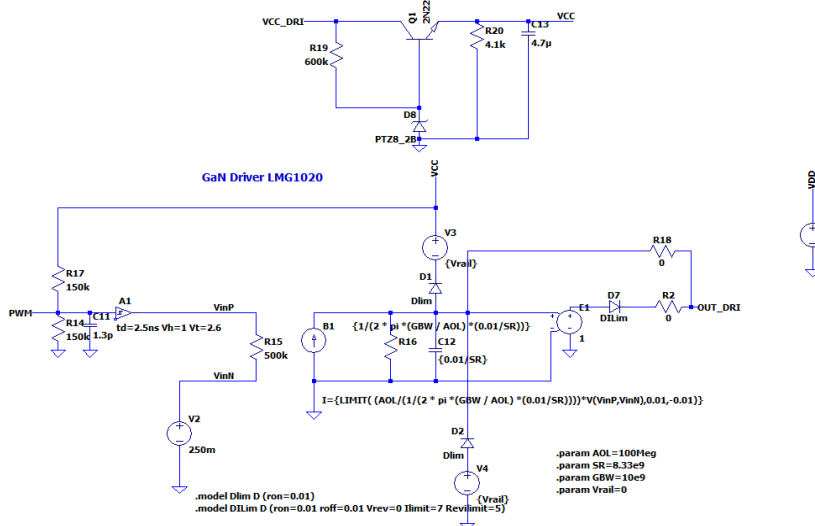 VCC_DRI
Q1
2N22
VCC
R19
600k
R20
4.1k
C13
4.7µ
D8
PTZ8_2B
GaN Driver LMG1020
VCC
VDD
V3
{Vrail}
R18
0
R17
150k
D1
Dlim
PWM
A1
VinP
td=2.5ns Vh=1 Vt=2.6
R14
150k
C11
1.3p
B1
{1/(2 * pi *(GBW / AOL) *(0.01/SR))}
R16
C12
{0.01/SR}
E1
1
D7
DILim
R2
0
OUT_DRI
R15
500k
VinN
I={LIMIT( (AOL/(1/(2 * pi *(GBW / AOL) *(0.01/SR))))*V(VinP,VinN),0.01,-0.01)}
V2
250m
D2
Dlim
V4
{Vrail}
.param AOL=100Meg
.param SR=8.33e9
.param GBW=10e9
.param Vrail=0
.model Dlim D (ron=0.01)
.model DILim D (ron=0.01 roff=0.01 Vrev=0 Ilimit=7 Revilimit=5)